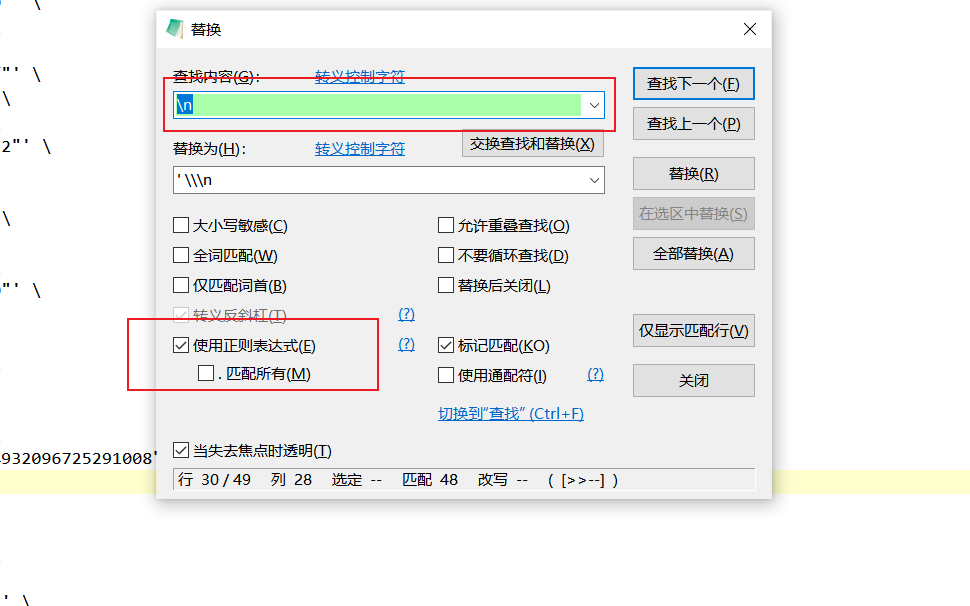 \
替换
查找内容(G):
转义控制字符
"' \
\n
查找下一个(F)
\
查找上一个(P)
2"' \
替换为(H):
转义控制字符
交换查找和替换(X)
' \\\n
替换(R)
\
大小写敏感(C)
允许重叠查找(O)
在选区中替换(S)
全词匹配(W)
不要循环查找(D)
全部替换(A)
仅匹配词首(B)
替换后关闭(L)
"' \
转义反斜杠(T)
(?)
仅显示匹配行(V)
使用正则表达式(E)
(?)
标记匹配(KO)
. 匹配所有(M)
使用通配符(I)
(?)
关闭
切换到“查找” (Ctrl+F)
当失去焦点时透明(T)
4932096725291008'
行 30 / 49 列 28 选定 -- 匹配 48 改写 -- ( [>>--] )
' \